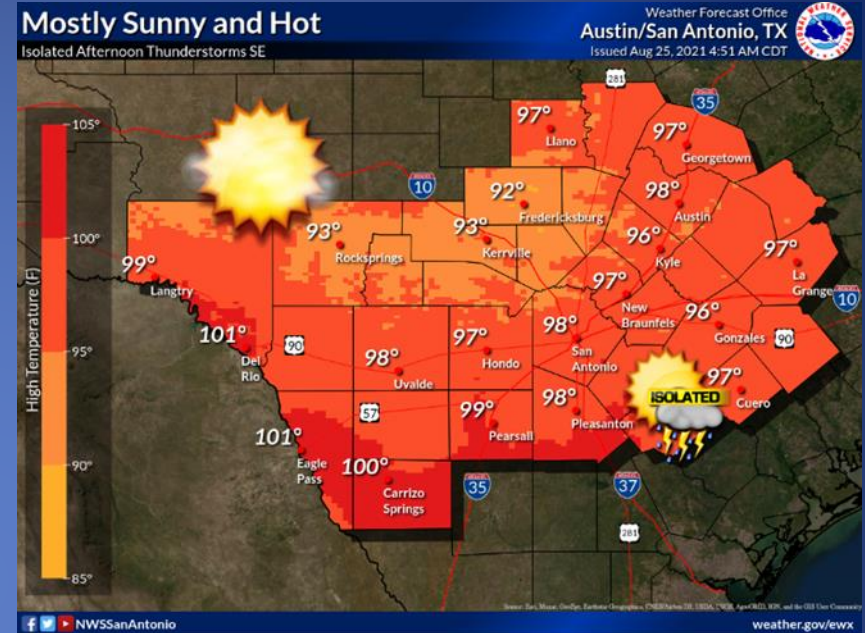 Mostly Sunny and Hot
Isolated Afternoon Thunderstorms SE
Weather Forecast Office
Austin/San Antonio, TX
Issued Aug 25, 2021 4:51 AM CDT
High Temperature (F)
105°
100°
95°
90°
85°
281
35
97°
Llano
97°
Georgetown
10
92°
Fredericksburg
98°
Austin
93°
Rocksprings
93°
Kerrville
96°
Kyle
99°
Langtry
97°
La
Grange
97°
New
Braunfels
10
101°
Del
Rio
90
98°
Uvalde
97°
Hondo
98°
San
Antonio
96°
Gonzales
90
57
99°
Pearsall
98°
Pleasanton
ISOLATED
97°
Cuero
101°
Eagle
Pass
100°
Carrizo
Springs
35
37
281
NWSSanAntonio
weather.gov/ewx